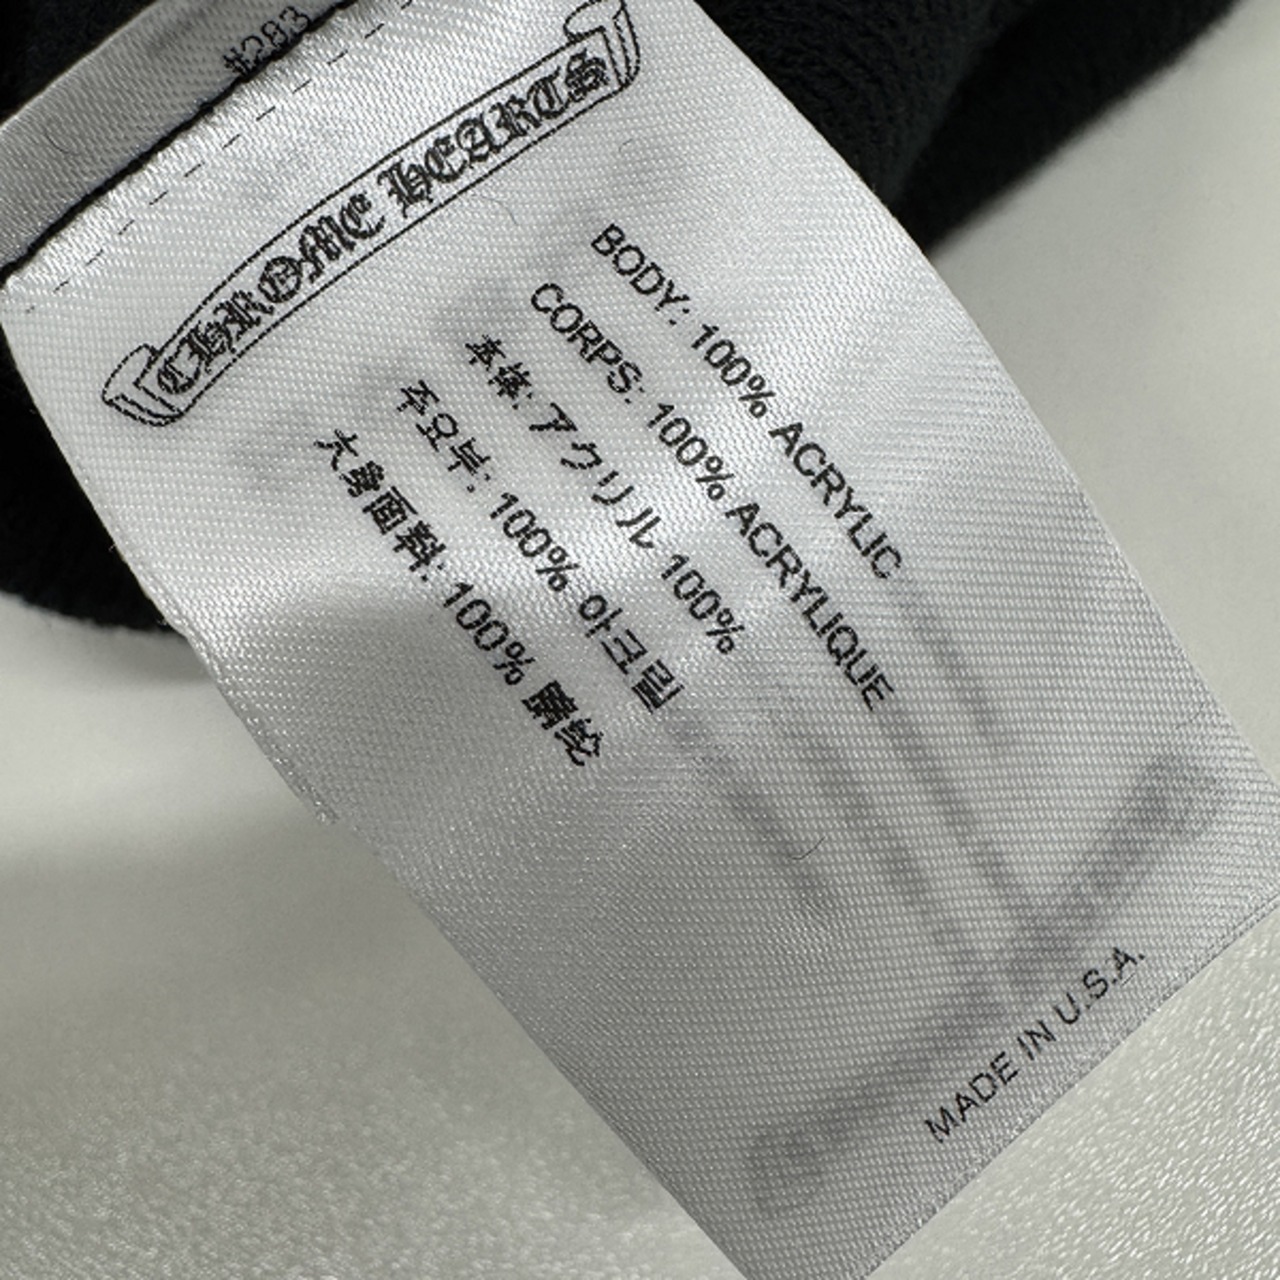 #283
CHROME HEARTS
BODY: 100% ACRYLIC
CORPS: 100% ACRYLIQUE
本体: アクリル 100%
주요부: 100% 아크릴
大身面料: 100% 腈纶
MADE IN U.S.A.